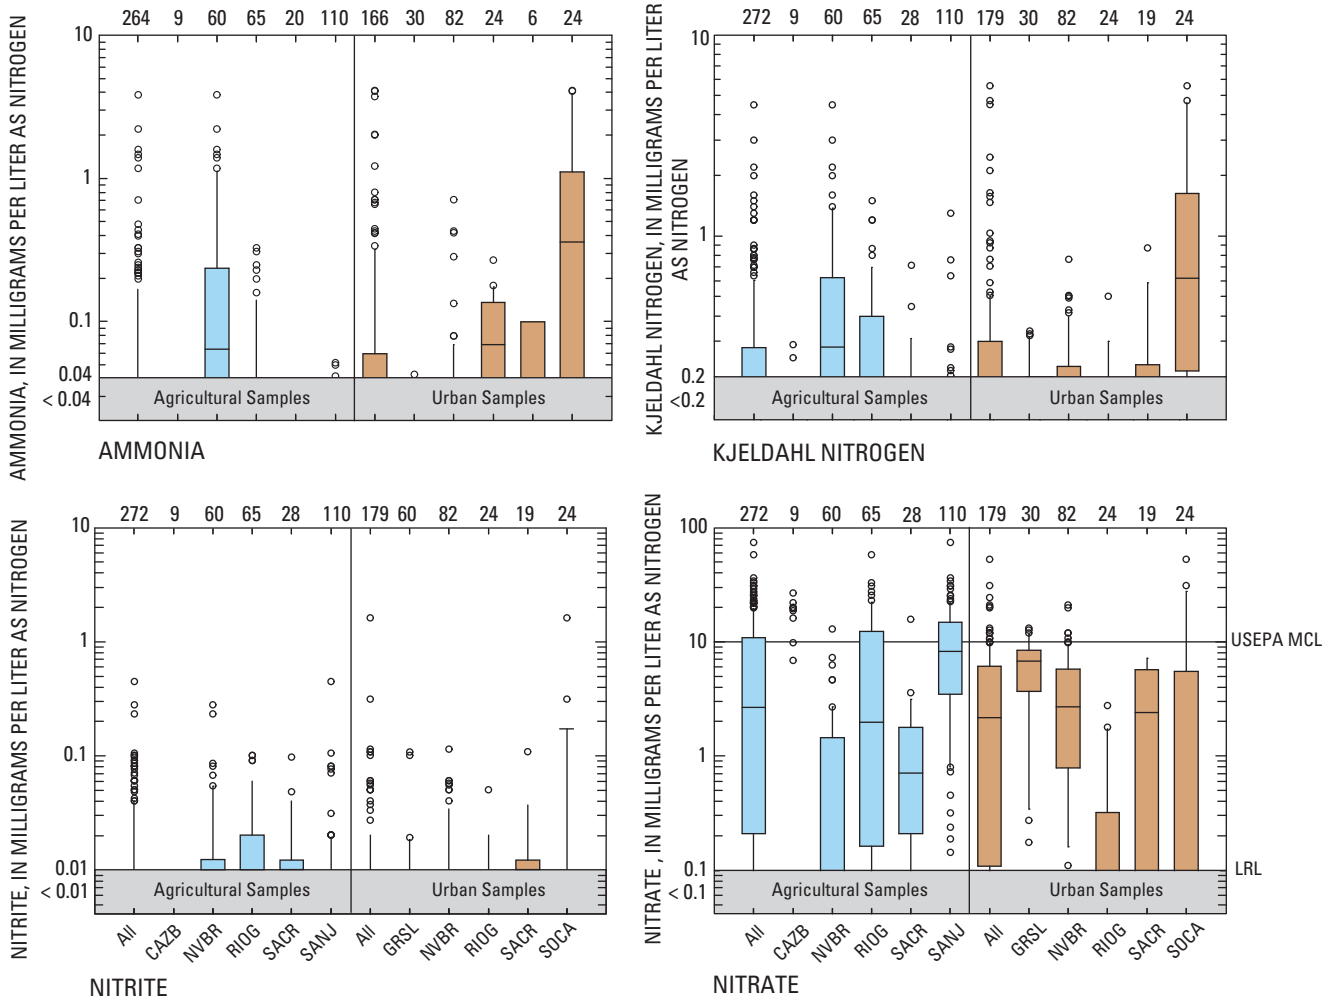 264 9 60 65 20 110 166 30 82 24 6 24
AMMONIA, IN MILLIGRAMS PER LITER AS NITROGEN
10
1
0.1
0.04
< 0.04
Agricultural Samples Urban Samples
AMMONIA
272 9 60 65 28 110 179 30 82 24 19 24
KJELDAHL NITROGEN, IN MILLIGRAMS PER LITER
AS NITROGEN
10
1
0.2
<0.2
Agricultural Samples Urban Samples
KJELDAHL NITROGEN
272 9 60 65 28 110 179 60 82 24 19 24
NITRITE, IN MILLIGRAMS PER LITER AS NITROGEN
10
1
0.1
0.01
< 0.01
Agricultural Samples Urban Samples
All CAZB NVBR RIOG SACR SANJ All GRSL NVBR RIOG SACR SOCA
NITRITE
272 9 60 65 28 110 179 30 82 24 19 24
NITRATE , IN MILLIGRAMS PER LITER AS NITROGEN
100
10
1
0.1
< 0.1
USEPA MCL
LRL
Agricultural Samples Urban Samples
All CAZB NVBR RIOG SACR SANJ All GRSL NVBR RIOG SACR SOCA
NITRATE